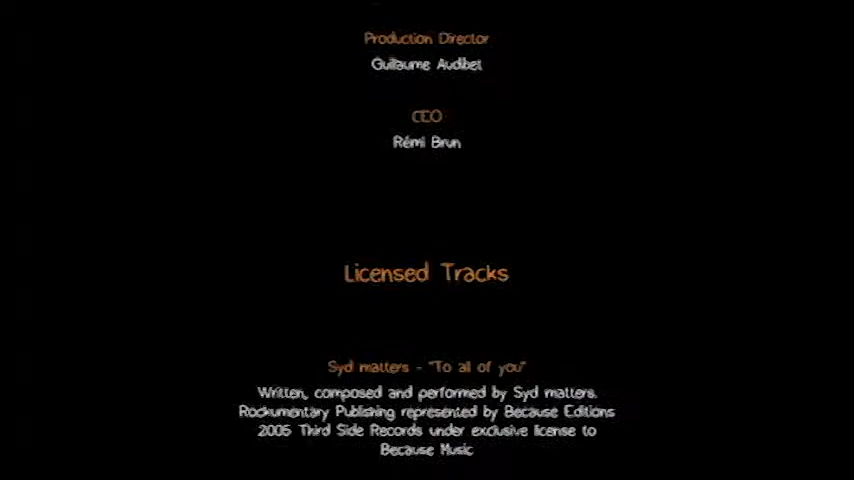 Production Director
Guillaume Audibet
CEO
Rémi Brun
Licensed Tracks
Syd matters - "To all of you"
Written, composed and performed by Syd matters.
Rockumentary Publishing represented by Because Editions
2005 Third Side Records under exclusive license to
Because Music